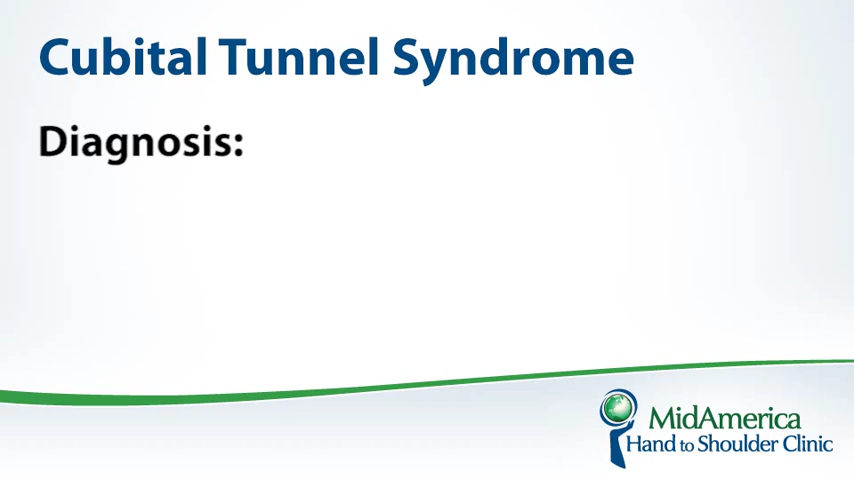 Cubital Tunnel Syndrome
Diagnosis:
MidAmerica
Hand to Shoulder Clinic